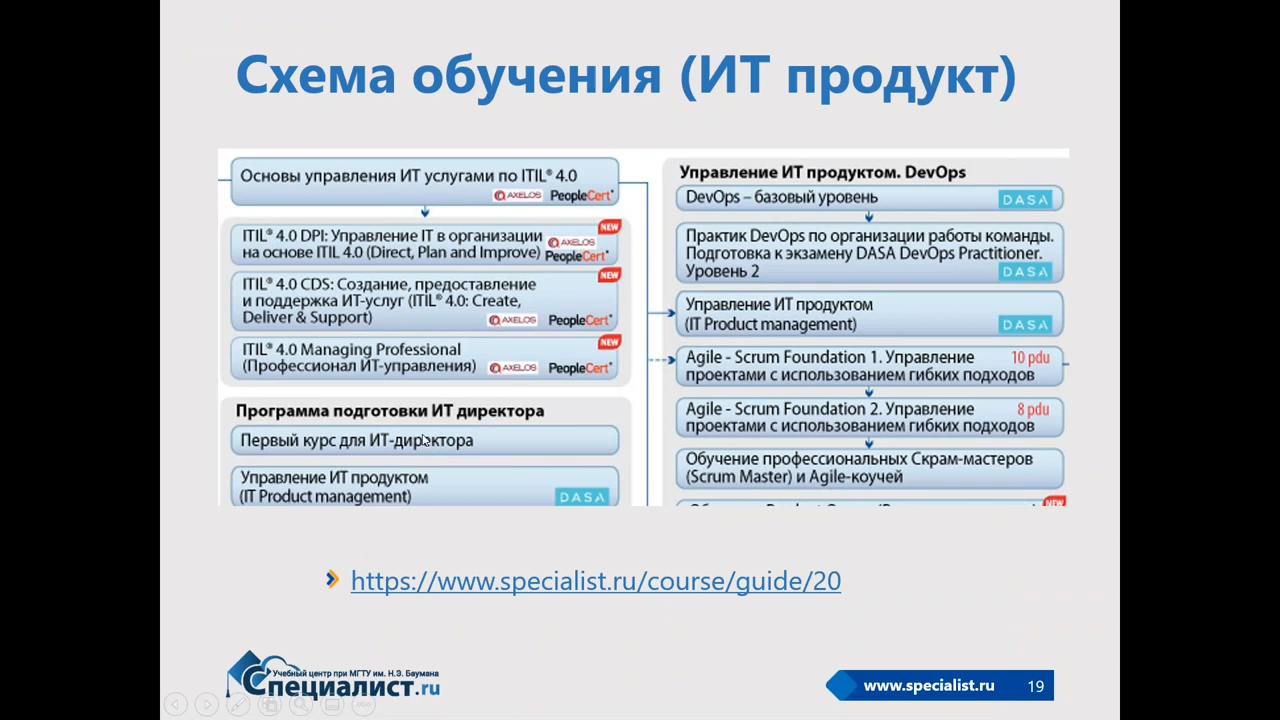 Схема обучения (ИТ продукт)
Основы управления ИТ услугами по ITIL® 4.0
AXELOS PeopleCert
NEW
ITIL® 4.0 DPI: Управление IT в организации
на основе ITIL 4.0 (Direct, Plan and Improve)
AXELOS
PeopleCert
NEW
ITIL® 4.0 CDS: Создание, предоставление
и поддержка ИТ-услуг (ITIL® 4.0: Create,
Deliver & Support)
AXELOS PeopleCert
NEW
ITIL® 4.0 Managing Professional
(Профессионал ИТ-управления)
AXELOS PeopleCert
Программа подготовки ИТ директора
Первый курс для ИТ-директора
Управление ИТ продуктом
(IT Product management)
DASA
Управление ИТ продуктом. DevOps
DevOps – базовый уровень
DASA
Практик DevOps по организации работы команды.
Подготовка к экзамену DASA DevOps Practitioner.
Уровень 2
DASA
Управление ИТ продуктом
(IT Product management)
DASA
Agile - Scrum Foundation 1. Управление 10 pdu
проектами с использованием гибких подходов
Agile - Scrum Foundation 2. Управление 8 pdu
проектами с использованием гибких подходов
Обучение профессиональных Скрам-мастеров
(Scrum Master) и Agile-коучей
NEW
https://www.specialist.ru/course/guide/20
Учебный центр при МГТУ им. Н.Э. Баумана
Специалист.ru
www.specialist.ru 19